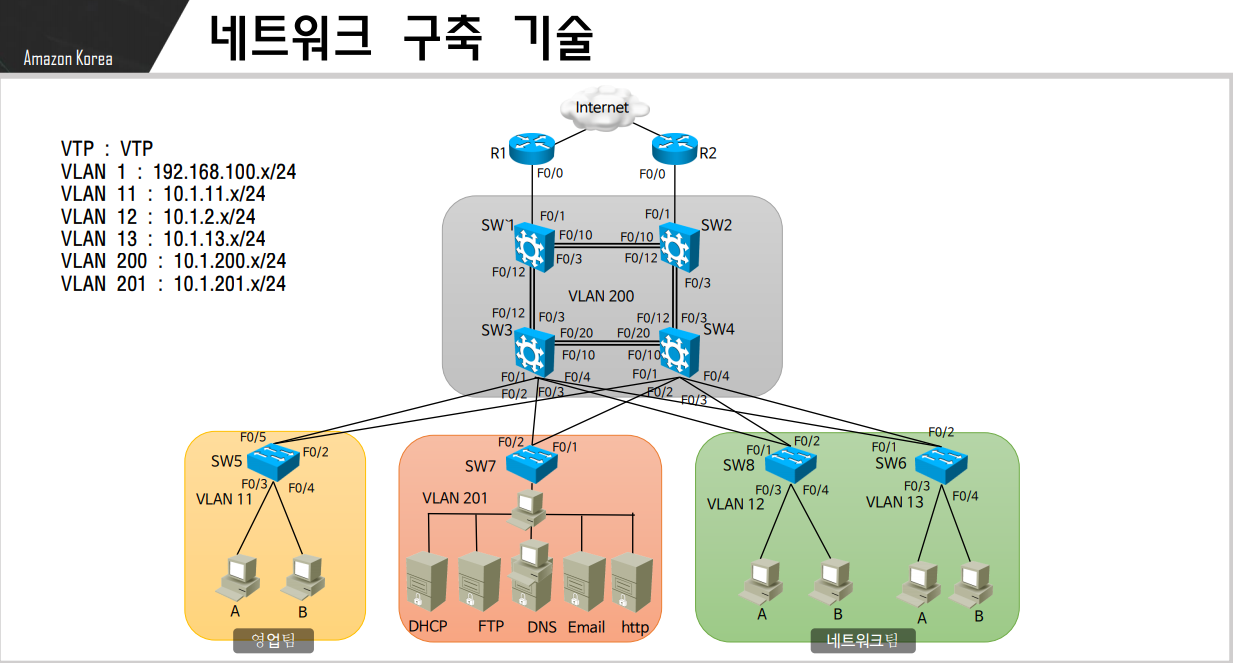 Amazon Korea
네트워크 구축 기술
VTP : VTP
VLAN 1 : 192.168.100.x/24
VLAN 11 : 10.1.11.x/24
VLAN 12 : 10.1.2.x/24
VLAN 13 : 10.1.13.x/24
VLAN 200 : 10.1.200.x/24
VLAN 201 : 10.1.201.x/24
Internet
R1
R2
F0/0
F0/0
F0/1
F0/1
SW`1
SW2
F0/10
F0/10
F0/3
F0/12
F0/12
F0/3
VLAN 200
F0/12
F0/3
F0/12
F0/3
SW3
SW4
F0/20
F0/20
F0/10
F0/10
F0/1
F0/4
F0/1
F0/4
F0/2
F0/3
F0/2
F0/3
F0/5
F0/2
SW5
F0/3
F0/4
VLAN 11
A
B
영업팀
F0/2
F0/1
SW7
VLAN 201
DHCP
FTP
DNS
Email
http
F0/1
F0/2
SW8
F0/3
F0/4
VLAN 12
A
B
F0/2
F0/1
SW6
F0/3
F0/4
VLAN 13
A
B
네트워크팀